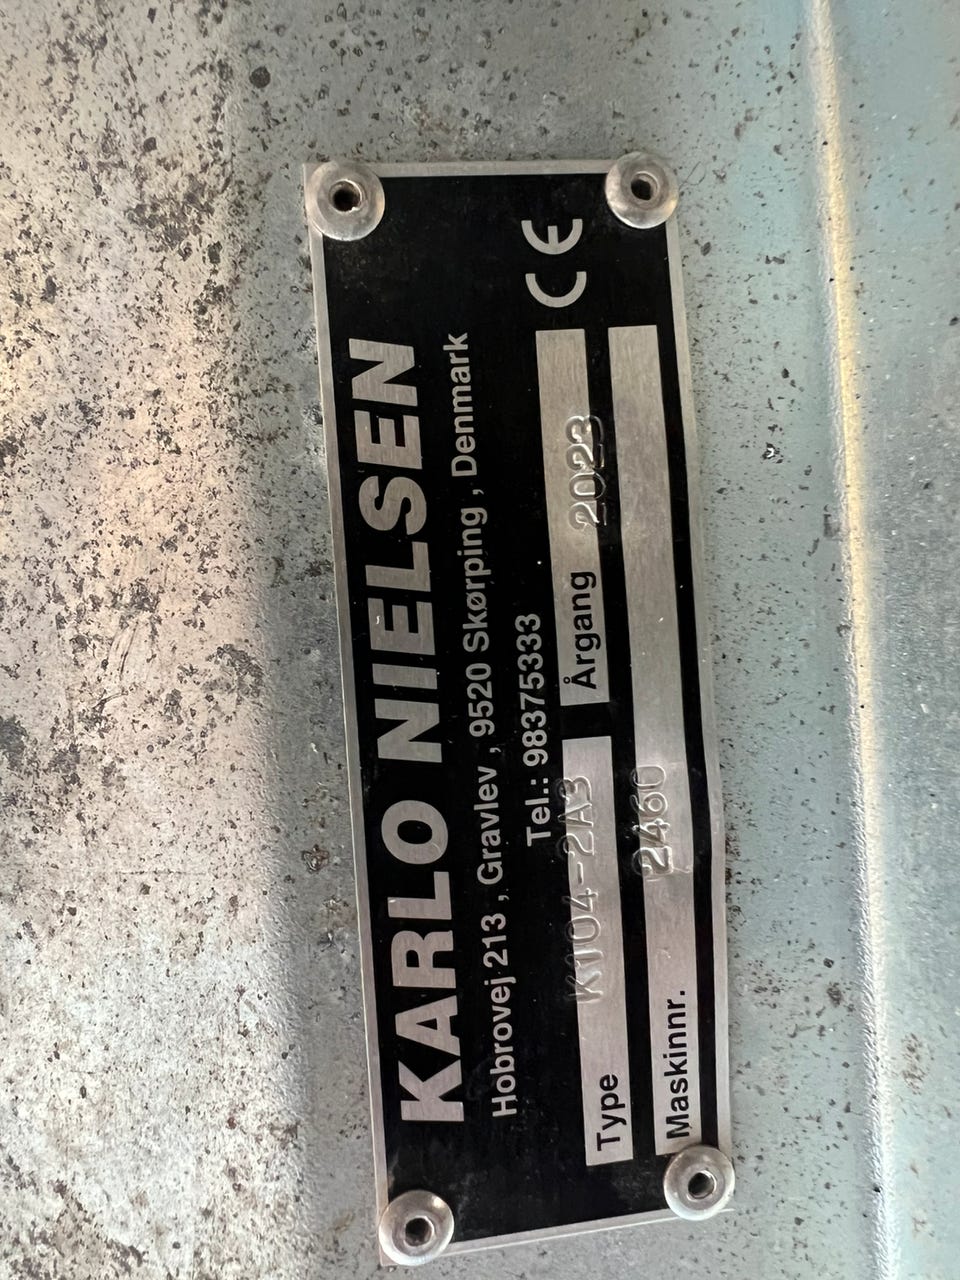 KARLO NIELSEN
Hobrovej 213 , Gravlev , 9520 Skørping , Denmark
Tel.: 98375333
Type K104-2A3 Årgang 2023 CE
Maskinnr. 2460